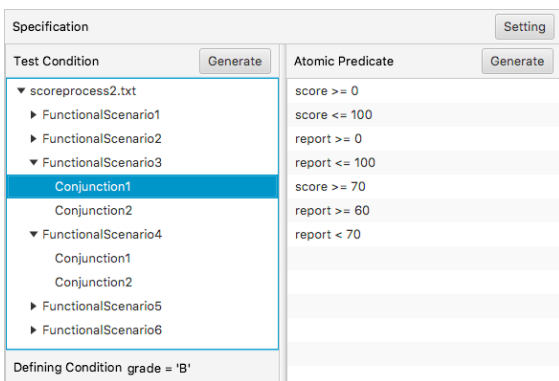 Specification
Setting
Test Condition
Generate
scoreprocess2.txt
FunctionalScenario1
FunctionalScenario2
FunctionalScenario3
Conjunction1
Conjunction2
FunctionalScenario4
Conjunction1
Conjunction2
FunctionalScenario5
FunctionalScenario6
Defining Condition grade = 'B'
Atomic Predicate
Generate
score >= 0
score <= 100
report >= 0
report <= 100
score >= 70
report >= 60
report < 70